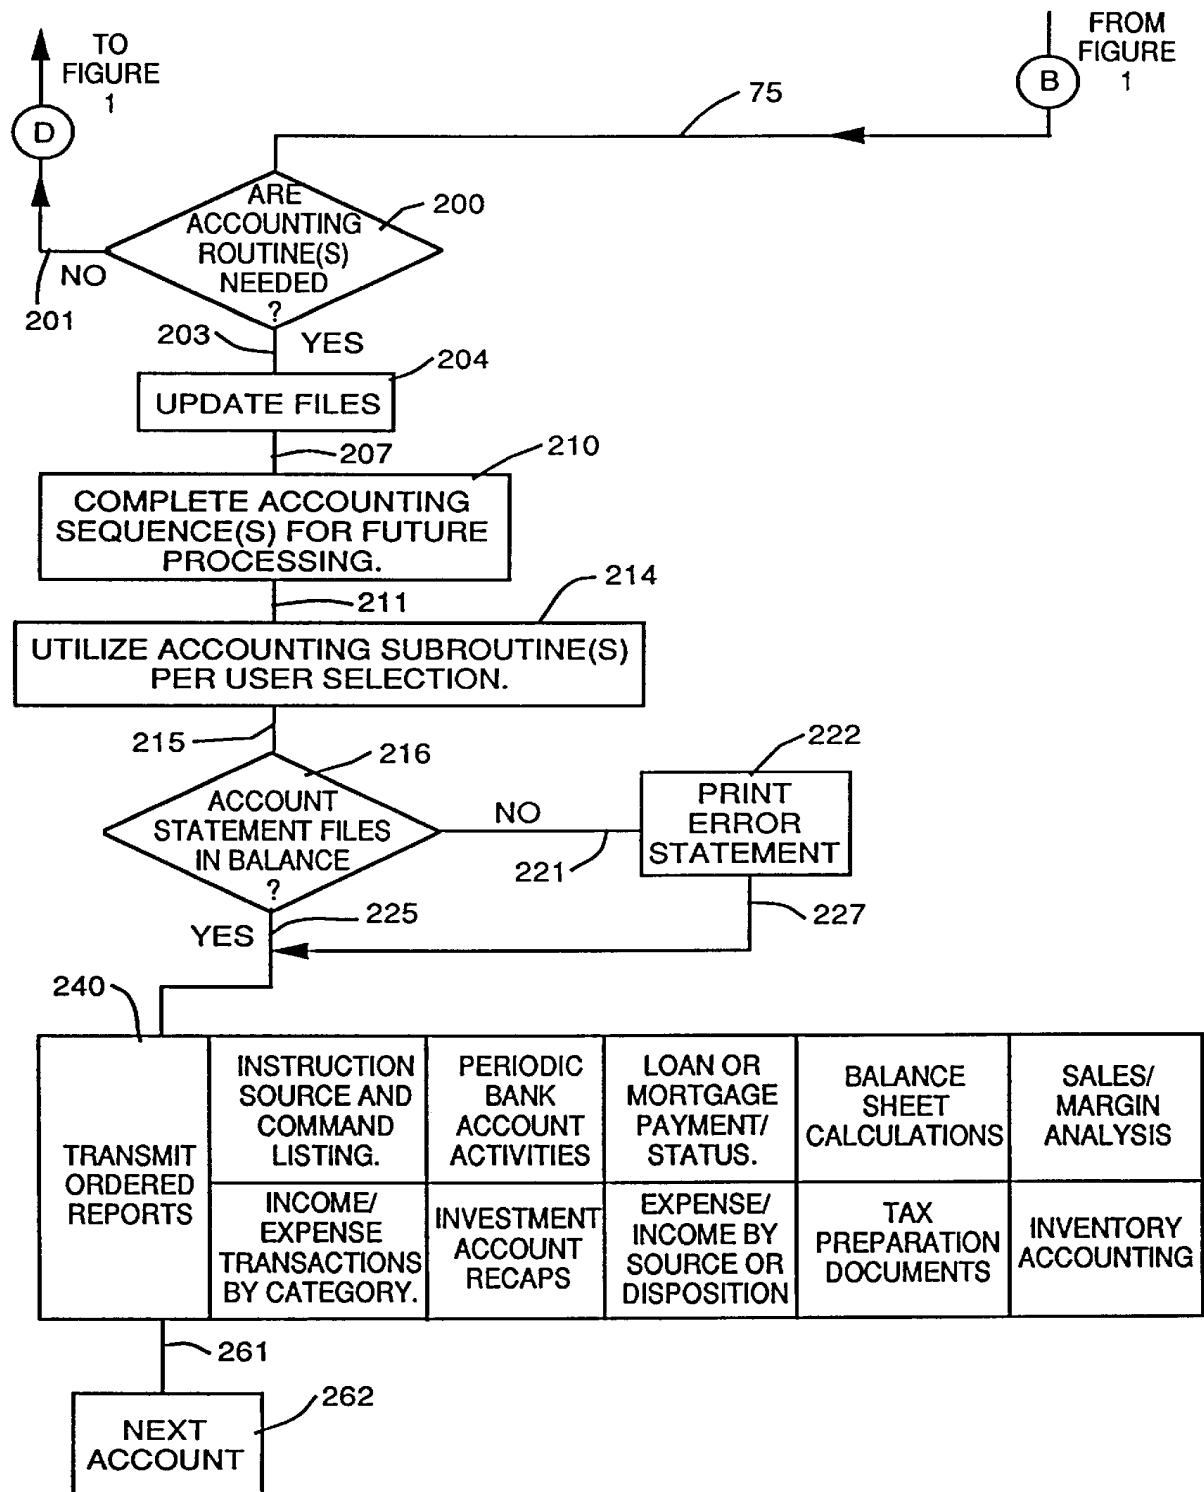 TO
FIGURE
1
FROM
FIGURE
1
D
B
75
ARE
ACCOUNTING
ROUTINE(S)
NEEDED
?
200
NO
201
203
YES
204
UPDATE FILES
207
210
COMPLETE ACCOUNTING
SEQUENCE(S) FOR FUTURE
PROCESSING.
211
214
UTILIZE ACCOUNTING SUBROUTINE(S)
PER USER SELECTION.
215
216
ACCOUNT
STATEMENT FILES
IN BALANCE
?
NO
221
222
PRINT
ERROR
STATEMENT
227
225
YES
240
TRANSMIT
ORDERED
REPORTS
INSTRUCTION
SOURCE AND
COMMAND
LISTING.
PERIODIC
BANK
ACCOUNT
ACTIVITIES
LOAN OR
MORTGAGE
PAYMENT/
STATUS.
BALANCE
SHEET
CALCULATIONS
SALES/
MARGIN
ANALYSIS
INCOME/
EXPENSE
TRANSACTIONS
BY CATEGORY.
INVESTMENT
ACCOUNT
RECAPS
EXPENSE/
INCOME BY
SOURCE OR
DISPOSITION
TAX
PREPARATION
DOCUMENTS
INVENTORY
ACCOUNTING
261
262
NEXT
ACCOUNT